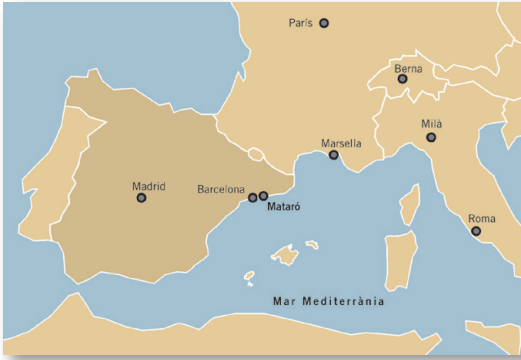 París
Berna
Milà
Marsella
Madrid
Barcelona
Mataró
Roma
Mar Mediterrània